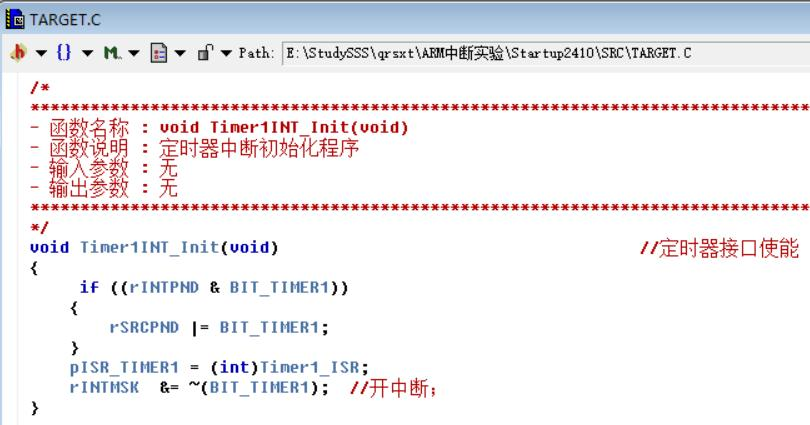 TARGET.C
Path: E:\StudySSS\qrsxt\ARM中断实验\Startup2410\SRC\TARGET.C
/*
********************************************************************************
- 函数名称 : void Timer1INT_Init(void)
- 函数说明 : 定时器中断初始化程序
- 输入参数 : 无
- 输出参数 : 无
********************************************************************************
*/
void Timer1INT_Init(void) //定时器接口使能
{
if ((rINTPND & BIT_TIMER1))
{
rSRCPND |= BIT_TIMER1;
}
pISR_TIMER1 = (int)Timer1_ISR;
rINTMSK &= ~(BIT_TIMER1); //开中断;
}